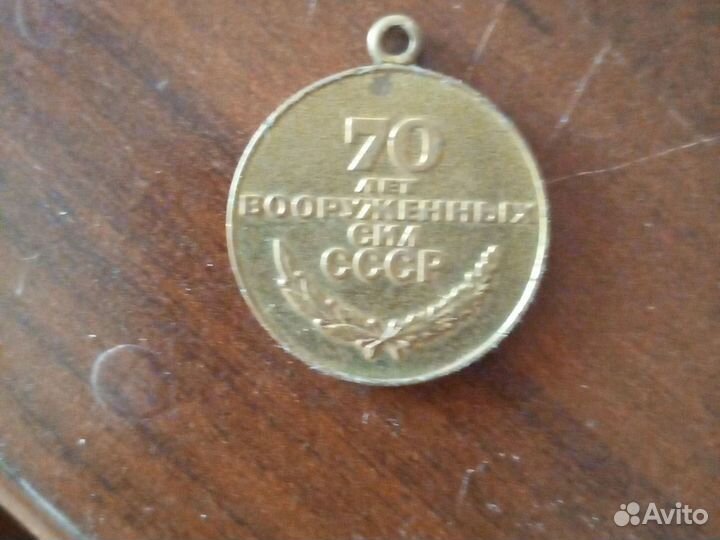 70
ЛЕТ
ВООРУЖЕННЫХ
СИЛ
СССР
Avito